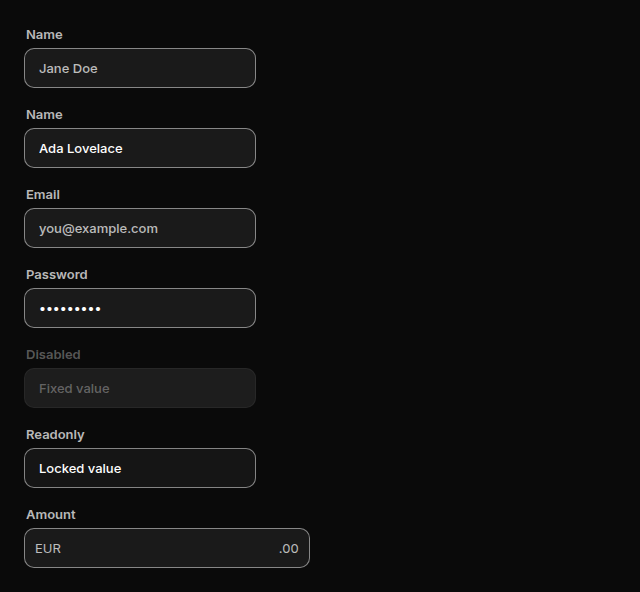 Name
Jane Doe
Name
Ada Lovelace
Email
you@example.com
Password
•••••••••
Disabled
Fixed value
Readonly
Locked value
Amount
EUR .00